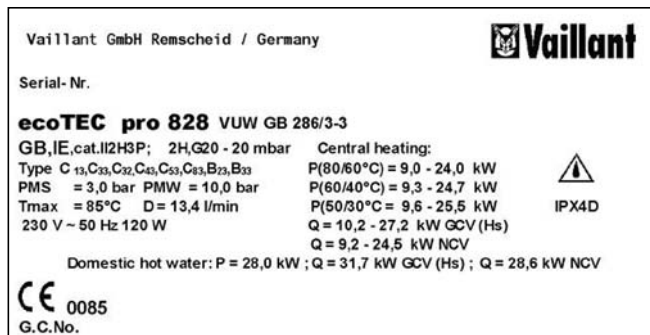 Vaillant GmbH Remscheid / Germany
Vaillant
Serial- Nr.
ecoTEC pro 828 VUW GB 286/3-3
GB,IE,cat.II2H3P; 2H,G20 - 20 mbar Central heating:
Type C 13,C33,C32,C43,C53,C83,B23,B33 P(80/60°C) = 9,0 - 24,0 kW
PMS = 3,0 bar PMW = 10,0 bar P(60/40°C) = 9,3 - 24,7 kW
Tmax = 85°C D= 13,4 l/min P(50/30°C = 9,6 - 25,5 kW IPX4D
230 V ~ 50 Hz 120 W Q = 10,2 - 27,2 kW GCV (Hs)
Q = 9,2 - 24,5 kW NCV
Domestic hot water: P = 28,0 kW ; Q = 31,7 kW GCV (Hs) ; Q = 28,6 kW NCV
CE 0085
G.C.No.